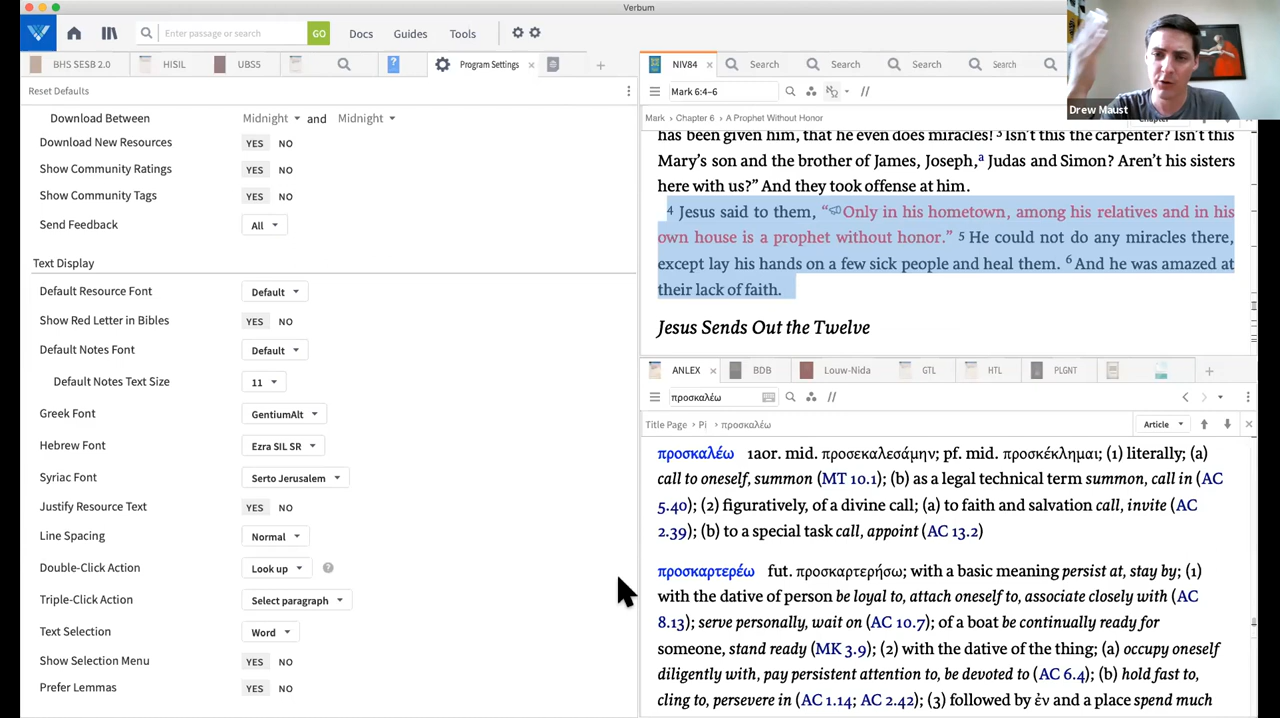 Verbum
Enter passage or search
GO
Docs
Guides
Tools
BHS SESB 2.0
HISIL
UBS5
?
Program Settings
Reset Defaults
Download Between
Midnight
and
Midnight
Download New Resources
YES NO
Show Community Ratings
YES NO
Show Community Tags
YES NO
Send Feedback
All
Text Display
Default Resource Font
Default
Show Red Letter in Bibles
YES NO
Default Notes Font
Default
Default Notes Text Size
11
Greek Font
GentiumAlt
Hebrew Font
Ezra SIL SR
Syriac Font
Serto Jerusalem
Justify Resource Text
YES NO
Line Spacing
Normal
Double-Click Action
Look up
?
Triple-Click Action
Select paragraph
Text Selection
Word
Show Selection Menu
YES NO
Prefer Lemmas
YES NO
NIV84
Search
Search
Search
Search
Drew Maust
Mark 6:4–6
//
Mark › Chapter 6 › A Prophet Without Honor
has been given him, that he even does miracles! 3 Isn’t this the carpenter? Isn’t this
Mary’s son and the brother of James, Joseph,a Judas and Simon? Aren’t his sisters
here with us?” And they took offense at him.
4 Jesus said to them, “Only in his hometown, among his relatives and in his
own house is a prophet without honor.” 5 He could not do any miracles there,
except lay his hands on a few sick people and heal them. 6 And he was amazed at
their lack of faith.
Jesus Sends Out the Twelve
ANLEX
BDB
Louw-Nida
GTL
HTL
PLGNT
προσκαλέω
//
Title Page › Pi › προσκαλέω
Article
προσκαλέω 1aor. mid. προσεκαλεσάμην; pf. mid. προσκέκλημαι; (1) literally; (a)
call to oneself, summon (MT 10.1); (b) as a legal technical term summon, call in (AC
5.40); (2) figuratively, of a divine call; (a) to faith and salvation call, invite (AC
2.39); (b) to a special task call, appoint (AC 13.2)
προσκαρτερέω fut. προσκαρτερήσω; with a basic meaning persist at, stay by; (1)
with the dative of person be loyal to, attach oneself to, associate closely with (AC
8.13); serve personally, wait on (AC 10.7); of a boat be continually ready for
someone, stand ready (MK 3.9); (2) with the dative of the thing; (a) occupy oneself
diligently with, pay persistent attention to, be devoted to (AC 6.4); (b) hold fast to,
cling to, persevere in (AC 1.14; AC 2.42); (3) followed by ἐν and a place spend much